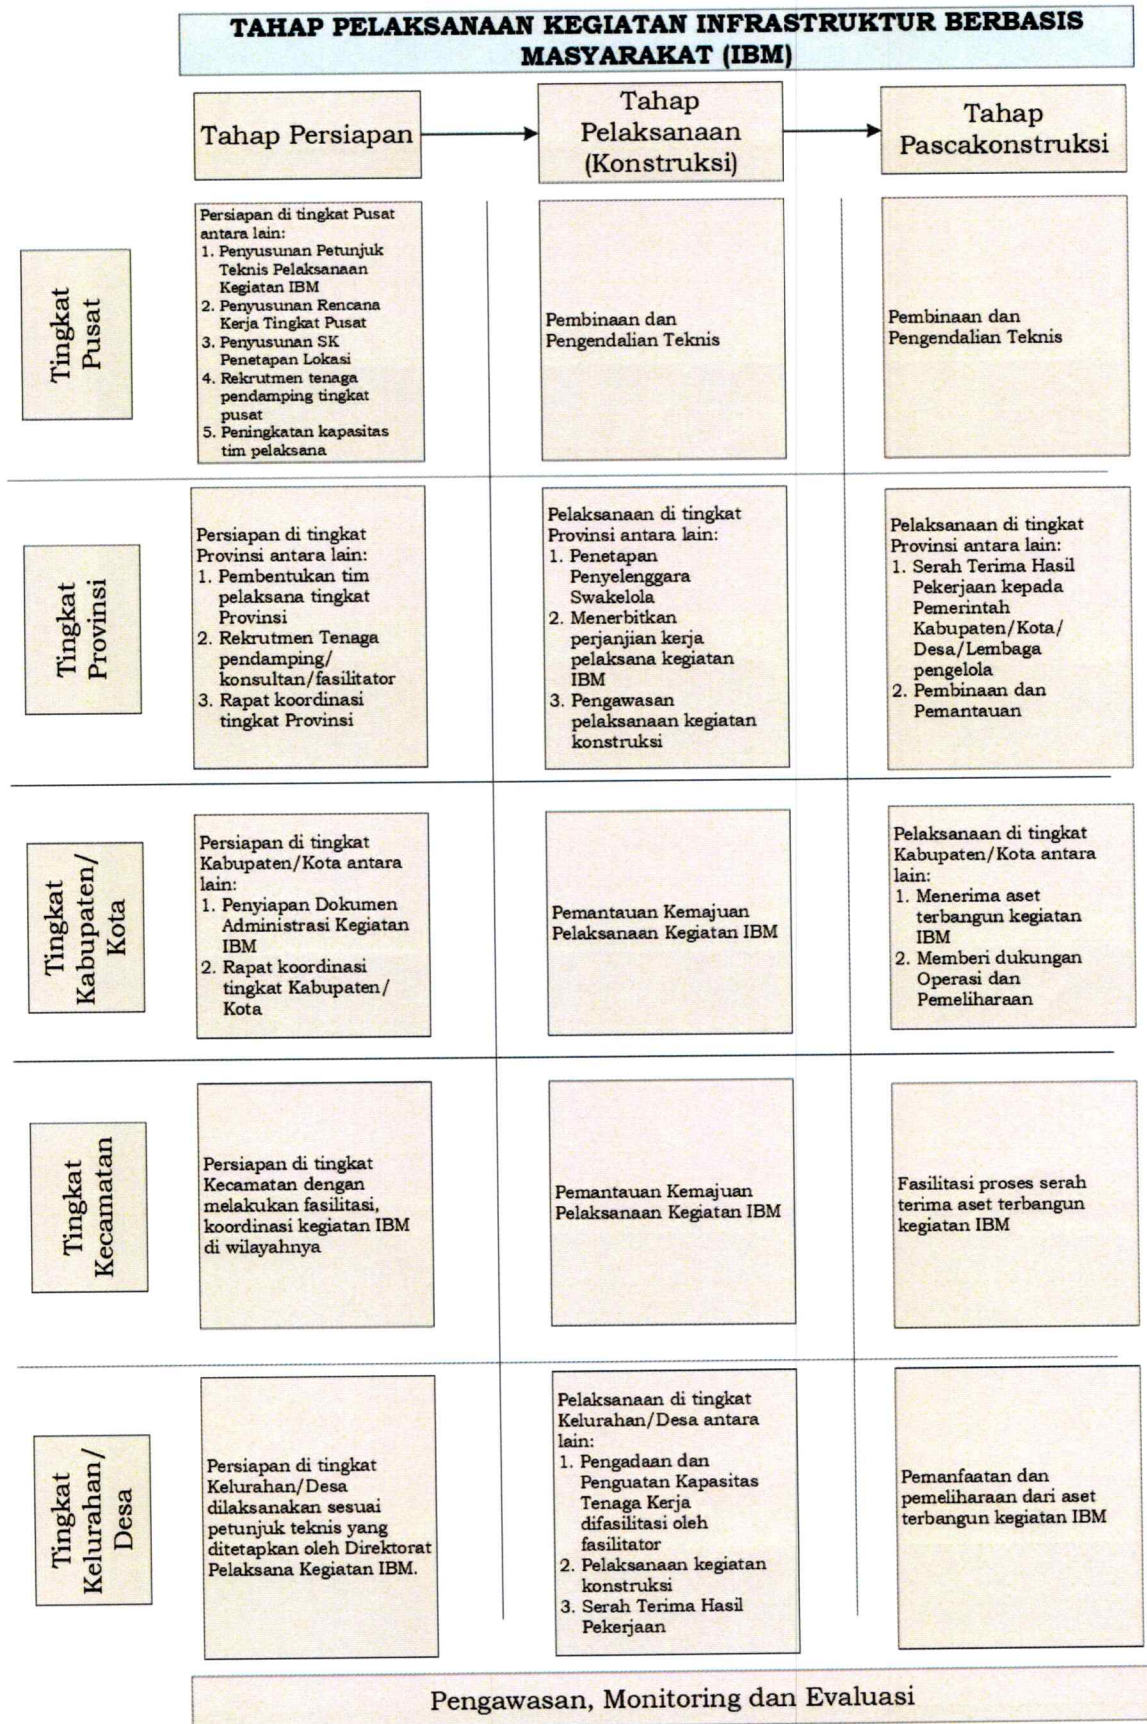 TAHAP PELAKSANAAN KEGIATAN INFRASTRUKTUR BERBASIS
MASYARAKAT (IBM)
Tahap Persiapan
Tahap
Pelaksanaan
(Konstruksi)
Tahap
Pascakonstruksi
Tingkat
Pusat
Persiapan di tingkat Pusat
antara lain:
1. Penyusunan Petunjuk
Teknis Pelaksanaan
Kegiatan IBM
2. Penyusunan Rencana
Kerja Tingkat Pusat
3. Penyusunan SK
Penetapan Lokasi
4. Rekrutmen tenaga
pendamping tingkat
pusat
5. Peningkatan kapasitas
tim pelaksana
Pembinaan dan
Pengendalian Teknis
Pembinaan dan
Pengendalian Teknis
Tingkat
Provinsi
Persiapan di tingkat
Provinsi antara lain:
1. Pembentukan tim
pelaksana tingkat
Provinsi
2. Rekrutmen Tenaga
pendamping/
konsultan/fasilitator
3. Rapat koordinasi
tingkat Provinsi
Pelaksanaan di tingkat
Provinsi antara lain:
1. Penetapan
Penyelenggara
Swakelola
2. Menerbitkan
perjanjian kerja
pelaksana kegiatan
IBM
3. Pengawasan
pelaksanaan kegiatan
konstruksi
Pelaksanaan di tingkat
Provinsi antara lain:
1. Serah Terima Hasil
Pekerjaan kepada
Pemerintah
Kabupaten/Kota/
Desa/Lembaga
pengelola
2. Pembinaan dan
Pemantauan
Tingkat
Kabupaten/
Kota
Persiapan di tingkat
Kabupaten/Kota antara
lain:
1. Penyiapan Dokumen
Administrasi Kegiatan
IBM
2. Rapat koordinasi
tingkat Kabupaten/
Kota
Pemantauan Kemajuan
Pelaksanaan Kegiatan IBM
Pelaksanaan di tingkat
Kabupaten/Kota antara
lain:
1. Menerima aset
terbangun kegiatan
IBM
2. Memberi dukungan
Operasi dan
Pemeliharaan
Tingkat
Kecamatan
Persiapan di tingkat
Kecamatan dengan
melakukan fasilitasi,
koordinasi kegiatan IBM
di wilayahnya
Pemantauan Kemajuan
Pelaksanaan Kegiatan IBM
Fasilitasi proses serah
terima aset terbangun
kegiatan IBM
Tingkat
Kelurahan/
Desa
Persiapan di tingkat
Kelurahan/Desa
dilaksanakan sesuai
petunjuk teknis yang
ditetapkan oleh Direktorat
Pelaksana Kegiatan IBM.
Pelaksanaan di tingkat
Kelurahan/Desa antara
lain:
1. Pengadaan dan
Penguatan Kapasitas
Tenaga Kerja
difasilitasi oleh
fasilitator
2. Pelaksanaan kegiatan
konstruksi
3. Serah Terima Hasil
Pekerjaan
Pemanfaatan dan
pemeliharaan dari aset
terbangun kegiatan IBM
Pengawasan, Monitoring dan Evaluasi